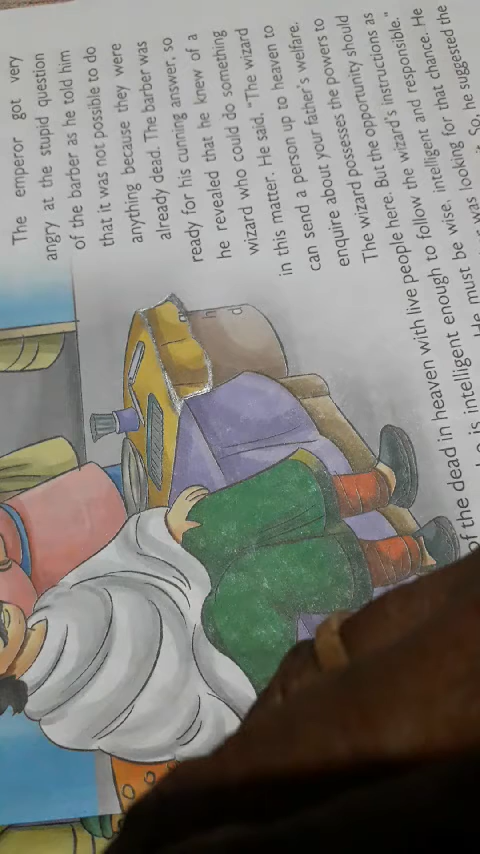 The emperor got very
angry at the stupid question
of the barber as he told him
that it was not possible to do
anything because they were
already dead. The barber was
ready for his cunning answer, so
he revealed that he knew of a
wizard who could do something
in this matter. He said, "The wizard
can send a person up to heaven to
enquire about your father's welfare.
The wizard possesses the powers to
enquire about the opportunity should
of the dead in heaven with live people here. But the opportunity should
is intelligent enough to follow the wizard's instructions as
He must be wise, intelligent and responsible."
was looking for that chance. He
So, he suggested the